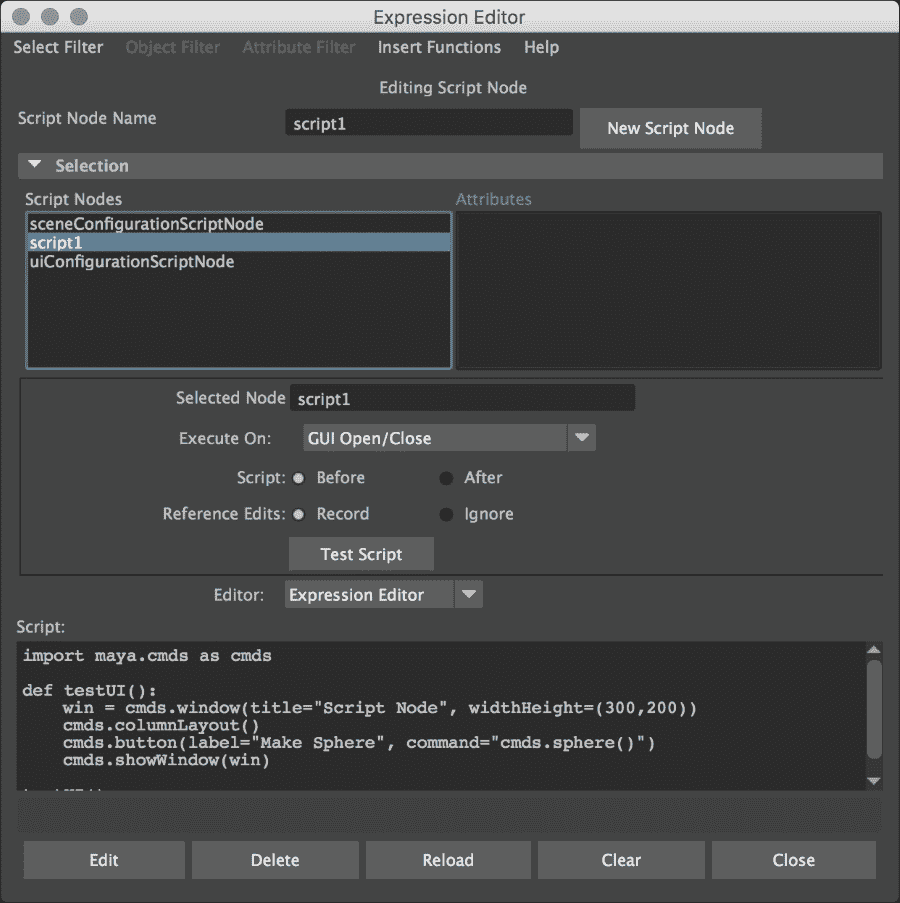 Expression Editor
Select Filter Object Filter Attribute Filter Insert Functions Help
Editing Script Node
Script Node Name script1 New Script Node
Selection
Script Nodes Attributes
sceneConfigurationScriptNode
script1
uiConfigurationScriptNode
Selected Node script1
Execute On: GUI Open/Close
Script: Before After
Reference Edits: Record Ignore
Test Script
Editor: Expression Editor
Script:
import maya.cmds as cmds
def testUI():
    win = cmds.window(title="Script Node", widthHeight=(300,200))
    cmds.columnLayout()
    cmds.button(label="Make Sphere", command="cmds.sphere()")
    cmds.showWindow(win)
Edit Delete Reload Clear Close